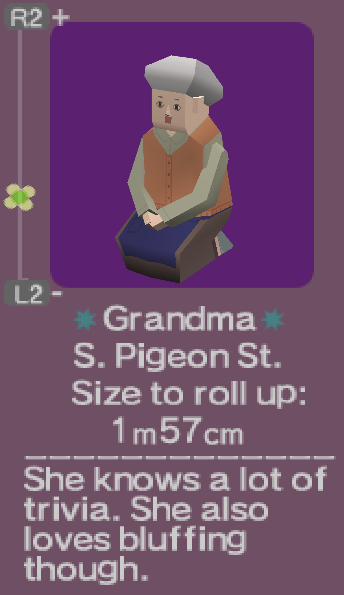 R2 +
L2 -
Grandma
S. Pigeon St.
Size to roll up:
1m57cm
She knows a lot of
trivia. She also
loves bluffing
though.